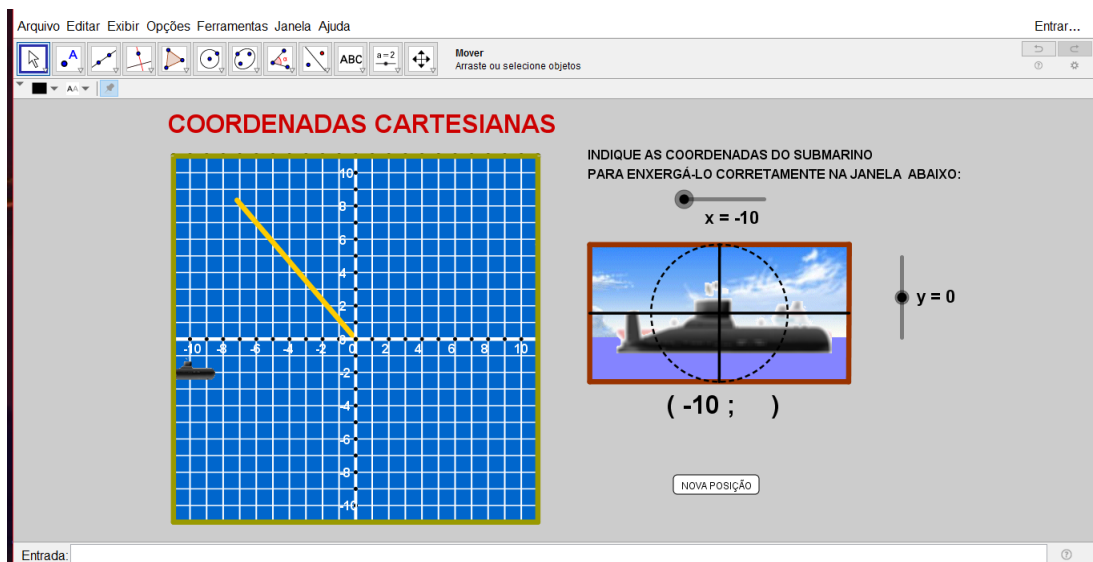 Arquivo Editar Exibir Opções Ferramentas Janela Ajuda
Entrar...
A
ABC
a=2
Mover
Arraste ou selecione objetos
AA
COORDENADAS CARTESIANAS
INDIQUE AS COORDENADAS DO SUBMARINO
PARA ENXERGÁ-LO CORRETAMENTE NA JANELA ABAIXO:
x = -10
y = 0
( -10 ; )
NOVA POSIÇÃO
10
8
6
4
2
0
-10 -8 -6 -4 -2 0 2 4 6 8 10
-2
-4
-6
-8
-10
Entrada: